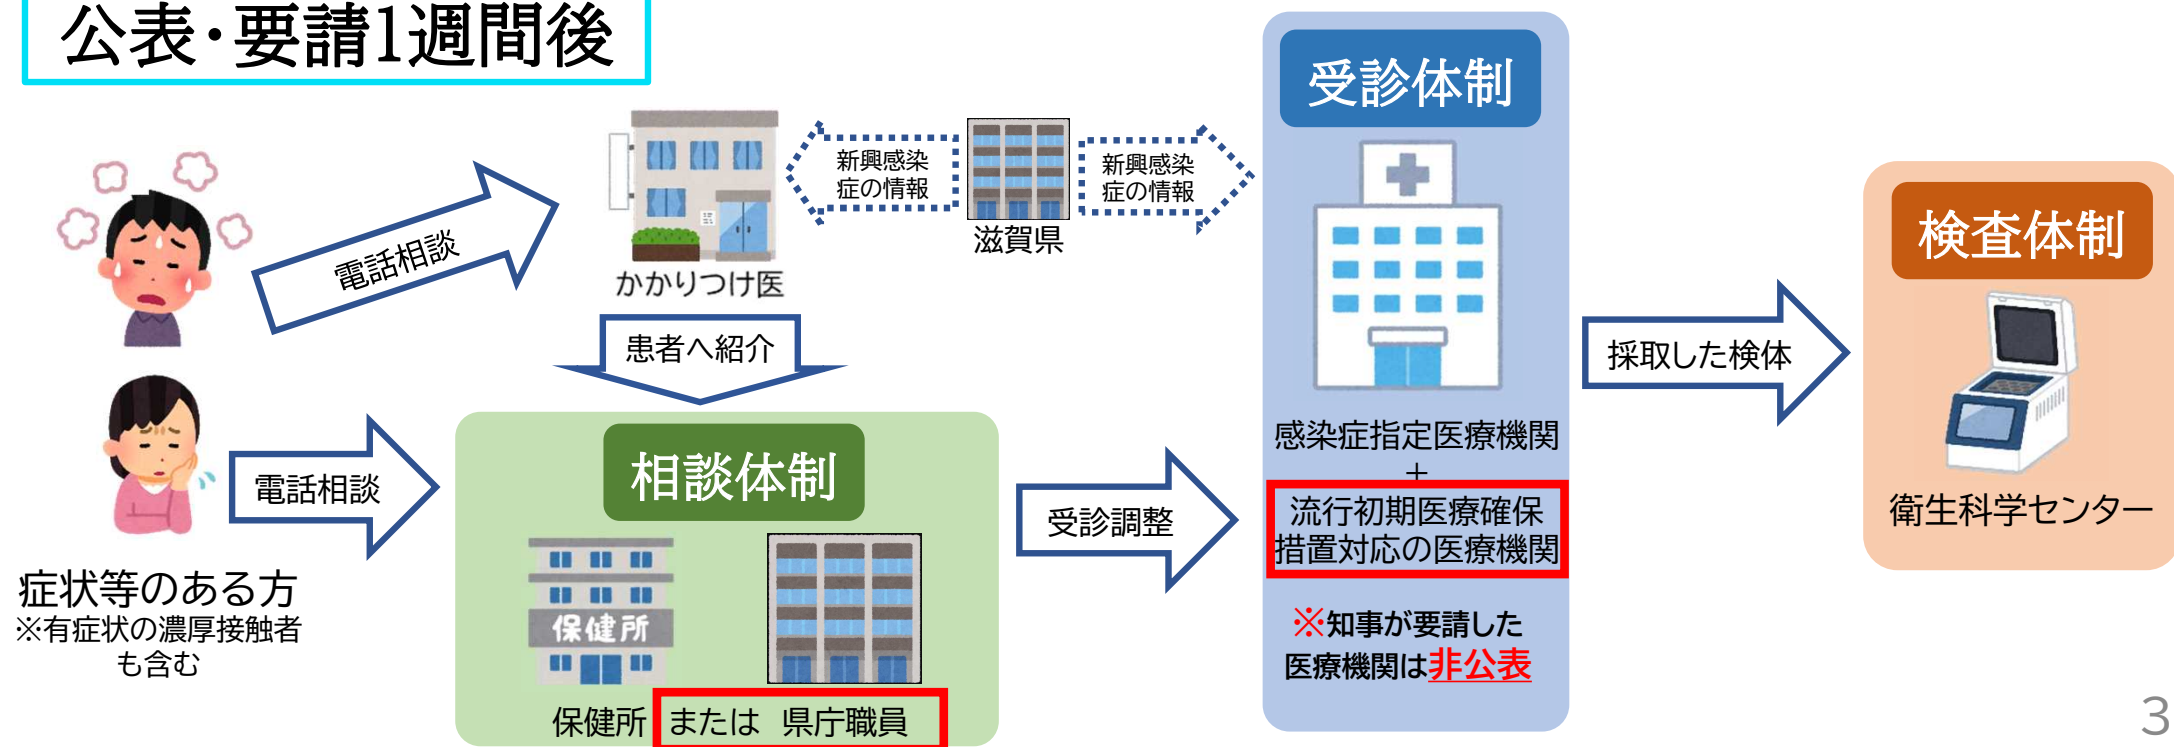 公表・要請1週間後
電話相談
かかりつけ医
新興感染
症の情報
滋賀県
新興感染
症の情報
患者へ紹介
症状等のある方
※有症状の濃厚接触者
も含む
電話相談
相談体制
保健所
保健所 または 県庁職員
受診調整
受診体制
感染症指定医療機関
+
流行初期医療確保
措置対応の医療機関
※知事が要請した
医療機関は非公表
採取した検体
検査体制
衛生科学センター
3